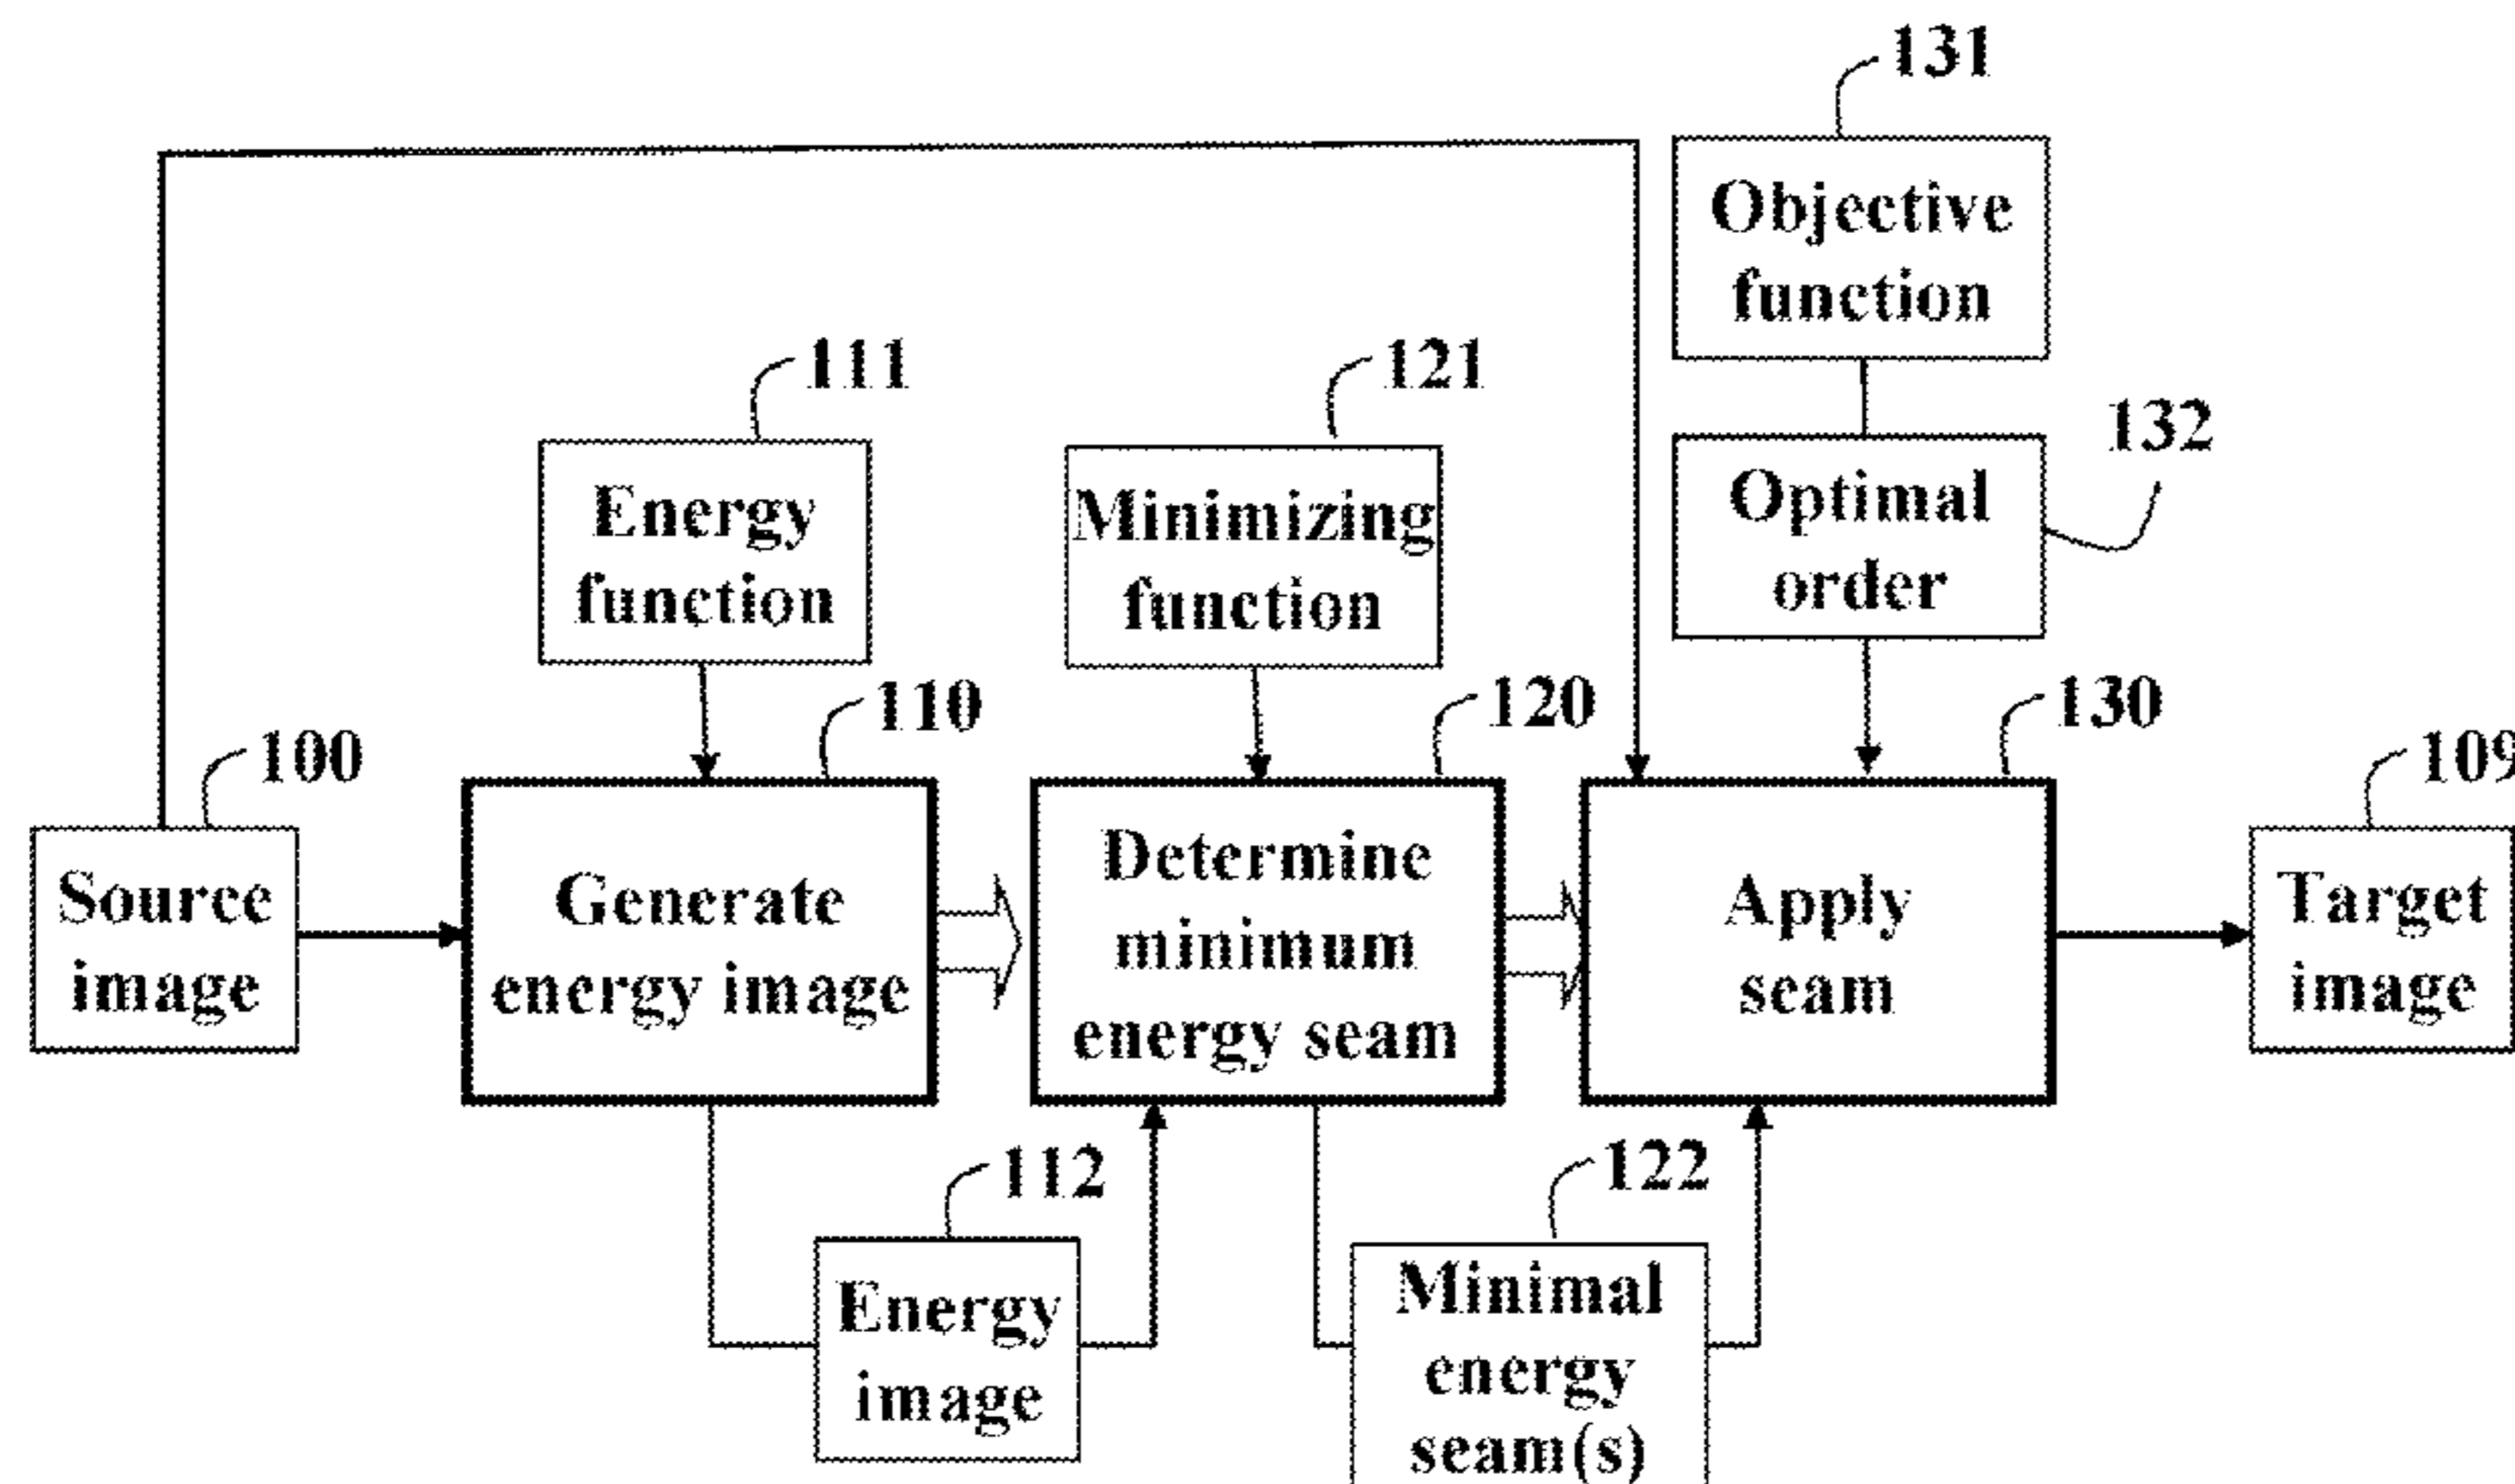 131
Objective
function
111
121
132
Energy
function
Minimizing
function
Optimal
order
100
110
120
130
109
Source
image
Generate
energy image
Determine
minimum
energy seam
Apply
seam
Target
image
112
122
Energy
image
Minimal
energy
seam(s)